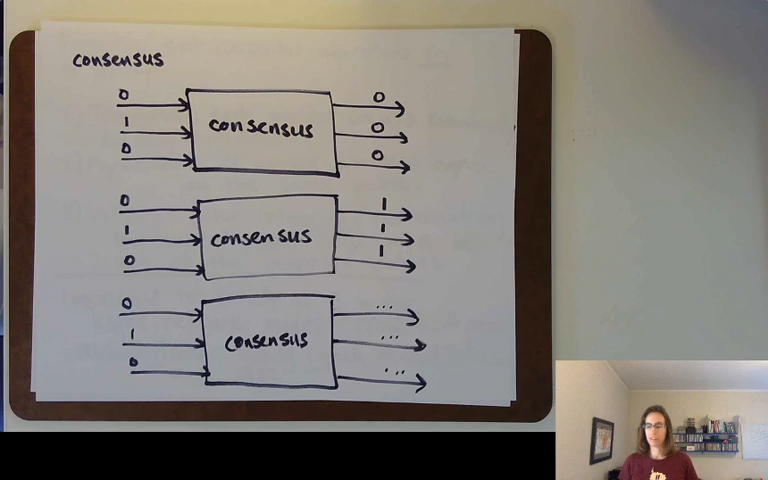 consensus
0 0
1 consensus 0
0 0
0 1
1 consensus 1
0 1
0 ...
1 consensus ...
0 ...